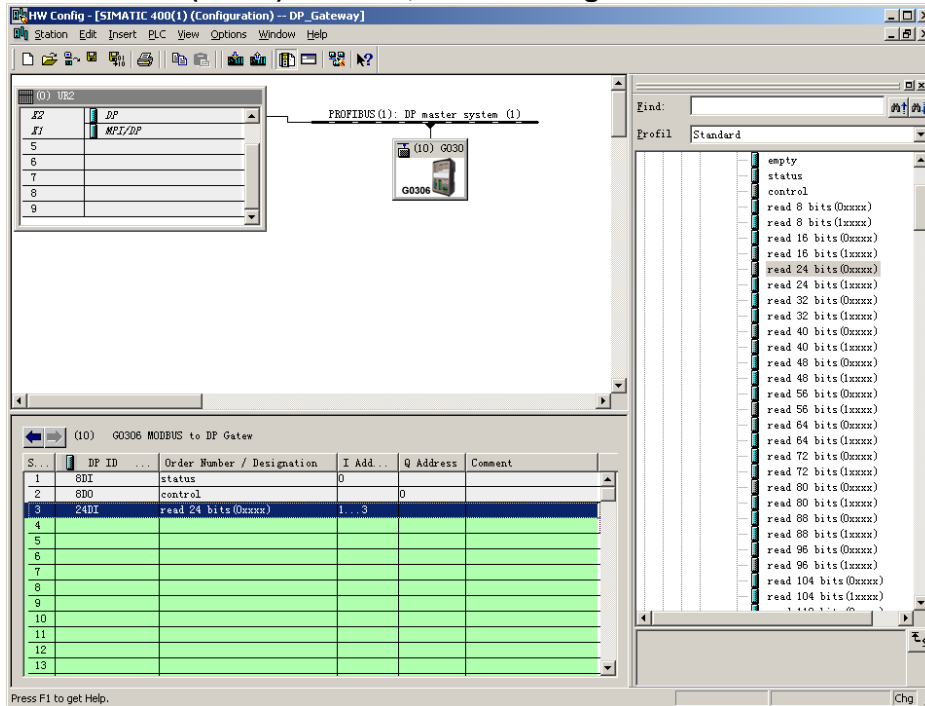 HW Config - [SIMATIC 400(1) (Configuration) -- DP_Gateway]
Station Edit Insert PLC View Options Window Help
(0) UR2
X2 DP
X1 MPI/DP
5
6
7
8
9
PROFIBUS(1): DP master system (1)
(10) G030
G0306
Find:
Profil Standard
empty
status
control
read 8 bits(0xxxx)
read 8 bits(1xxxx)
read 16 bits(0xxxx)
read 16 bits(1xxxx)
read 24 bits(0xxxx)
read 24 bits(1xxxx)
read 32 bits(0xxxx)
read 32 bits(1xxxx)
read 40 bits(0xxxx)
read 40 bits(1xxxx)
read 48 bits(0xxxx)
read 48 bits(1xxxx)
read 56 bits(0xxxx)
read 56 bits(1xxxx)
read 64 bits(0xxxx)
read 64 bits(1xxxx)
read 72 bits(0xxxx)
read 72 bits(1xxxx)
read 80 bits(0xxxx)
read 80 bits(1xxxx)
read 88 bits(0xxxx)
read 88 bits(1xxxx)
read 96 bits(0xxxx)
read 96 bits(1xxxx)
read 104 bits(0xxxx)
read 104 bits(1xxxx)
(10) G0306 MODBUS to DP Gatew
S... DP ID ... Order Number / Designation I Add... Q Address Comment
1 8DI status 0
2 8DO control 0
3 24DI read 24 bits(0xxxx) 1...3
4
5
6
7
8
9
10
11
12
13
Press F1 to get Help.
Chg